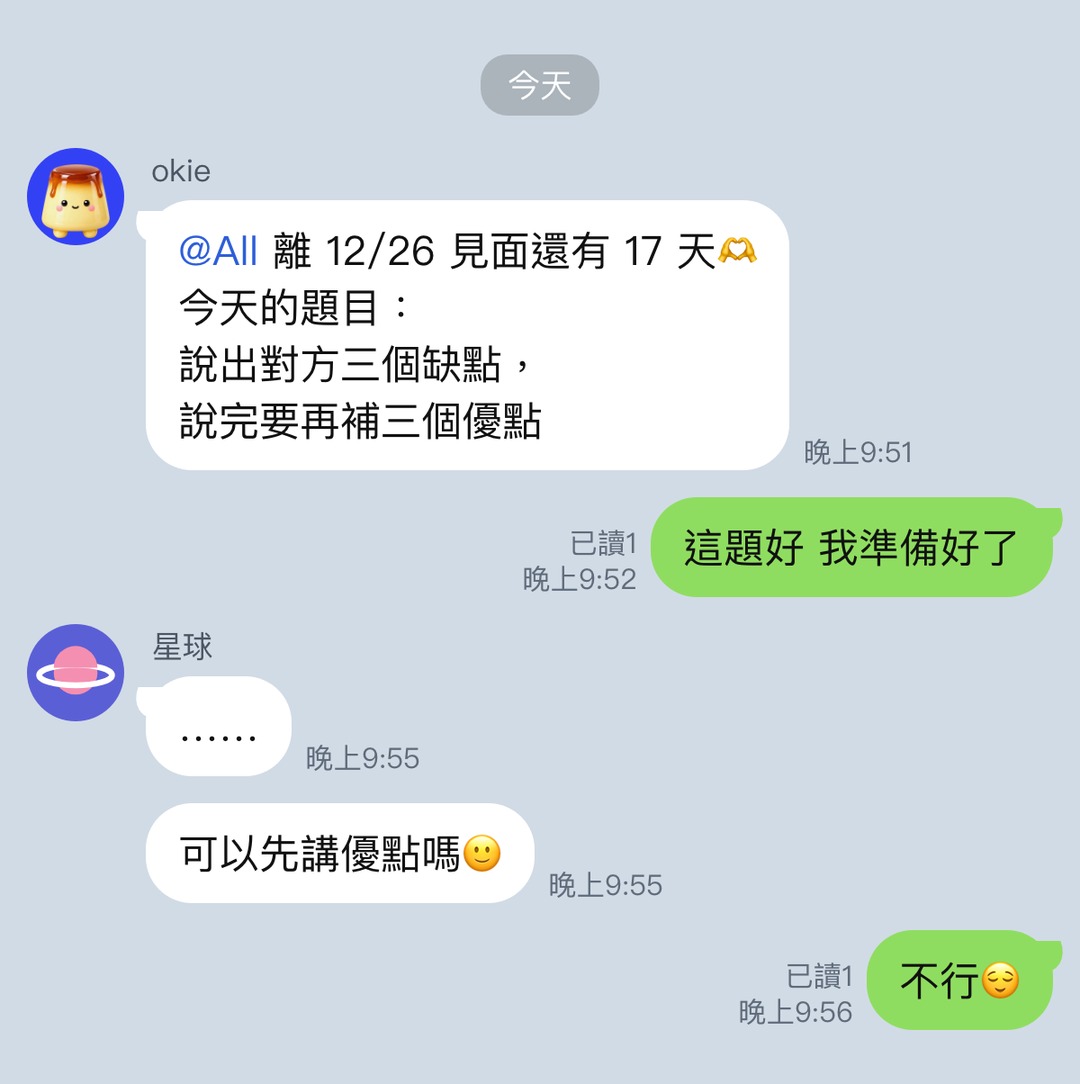 今天
okie
@All 離 12/26 見面還有 17 天🫶
今天的題目：
說出對方三個缺點，
說完要再補三個優點
晚上9:51
已讀1
晚上9:52
這題好 我準備好了
星球
......
晚上9:55
可以先講優點嗎🙂
晚上9:55
已讀1
晚上9:56
不行😌